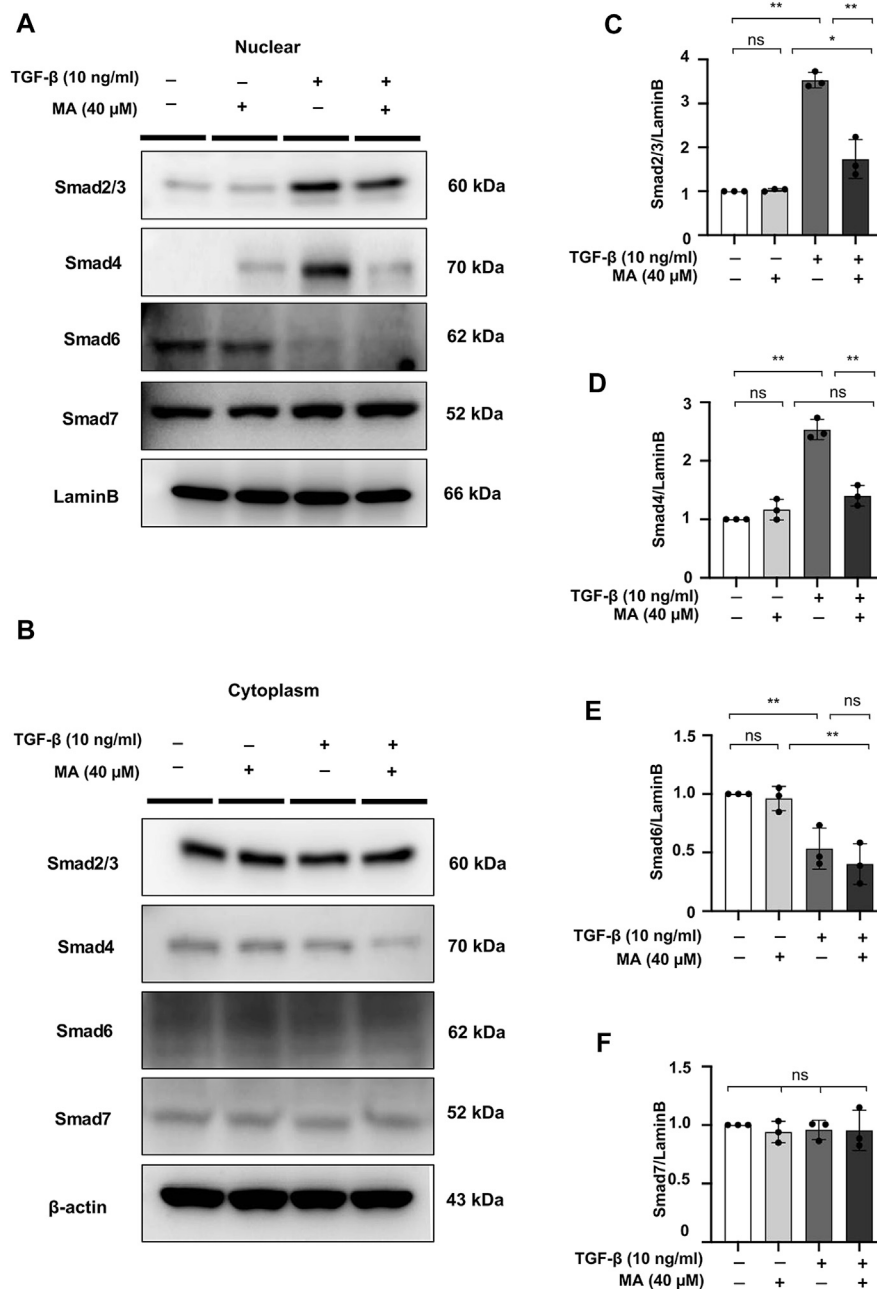 A
Nuclear
TGF-β (10 ng/ml) – – + +
MA (40 μM) – + – +
Smad2/3 60 kDa
Smad4 70 kDa
Smad6 62 kDa
Smad7 52 kDa
LaminB 66 kDa
B
Cytoplasm
TGF-β (10 ng/ml) – – + +
MA (40 μM) – + – +
Smad2/3 60 kDa
Smad4 70 kDa
Smad6 62 kDa
Smad7 52 kDa
β-actin 43 kDa
C
** **
ns *
Smad2/3/LaminB
4
3
2
1
0
TGF-β (10 ng/ml) – – + +
MA (40 μM) – + – +
D
** **
ns ns
Smad4/LaminB
3
2
1
0
TGF-β (10 ng/ml) – – + +
MA (40 μM) – + – +
E
** ns
ns **
Smad6/LaminB
1.5
1.0
0.5
0
TGF-β (10 ng/ml) – – + +
MA (40 μM) – + – +
F
ns
Smad7/LaminB
1.5
1.0
0.5
0
TGF-β (10 ng/ml) – – + +
MA (40 μM) – + – +